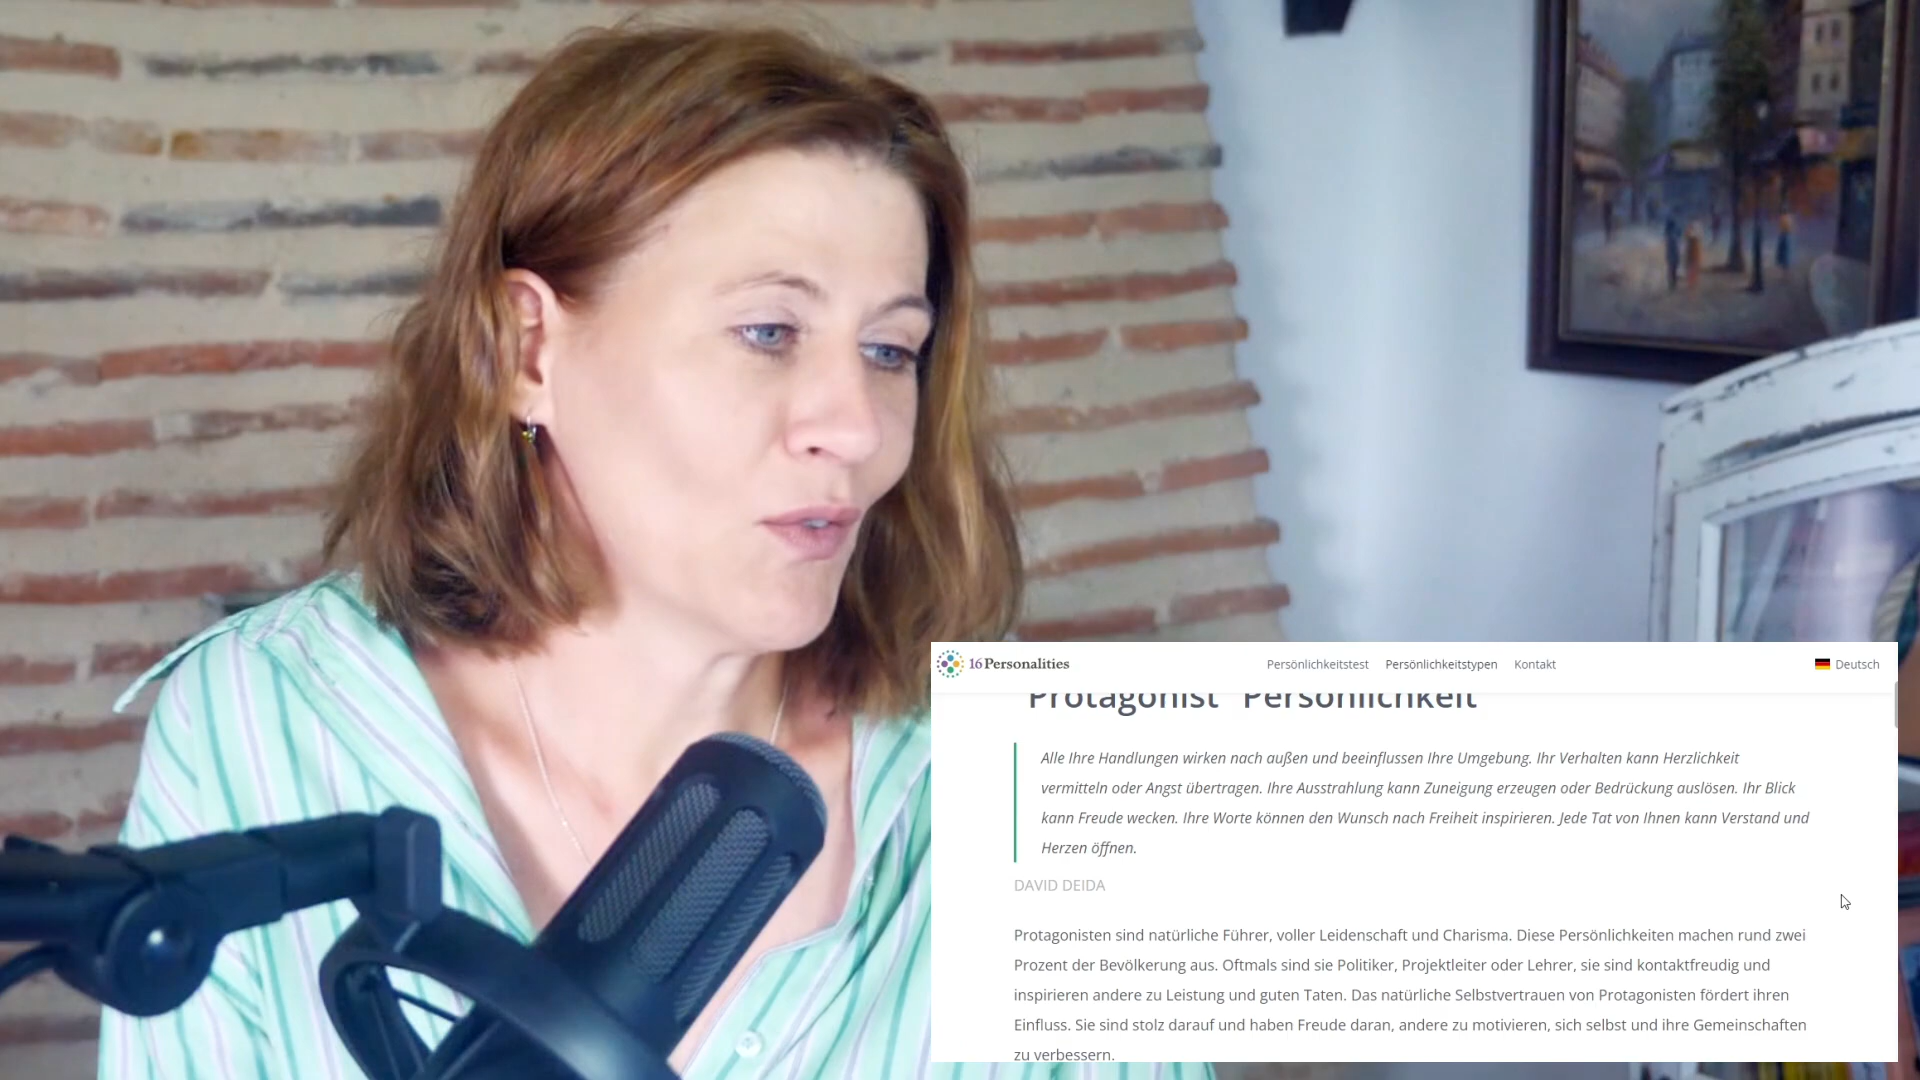 16Personalities
Persönlichkeitstest Persönlichkeitstypen Kontakt
Deutsch
"Protagonist" Persönlichkeit
Alle Ihre Handlungen wirken nach außen und beeinflussen Ihre Umgebung. Ihr Verhalten kann Herzlichkeit
vermitteln oder Angst übertragen. Ihre Ausstrahlung kann Zuneigung erzeugen oder Bedrückung auslösen. Ihr Blick
kann Freude wecken. Ihre Worte können den Wunsch nach Freiheit inspirieren. Jede Tat von Ihnen kann Verstand und
Herzen öffnen.
DAVID DEIDA
Protagonisten sind natürliche Führer, voller Leidenschaft und Charisma. Diese Persönlichkeiten machen rund zwei
Prozent der Bevölkerung aus. Oftmals sind sie Politiker, Projektleiter oder Lehrer, sie sind kontaktfreudig und
inspirieren andere zu Leistung und guten Taten. Das natürliche Selbstvertrauen von Protagonisten fördert ihren
Einfluss. Sie sind stolz darauf und haben Freude daran, andere zu motivieren, sich selbst und ihre Gemeinschaften
zu verbessern.